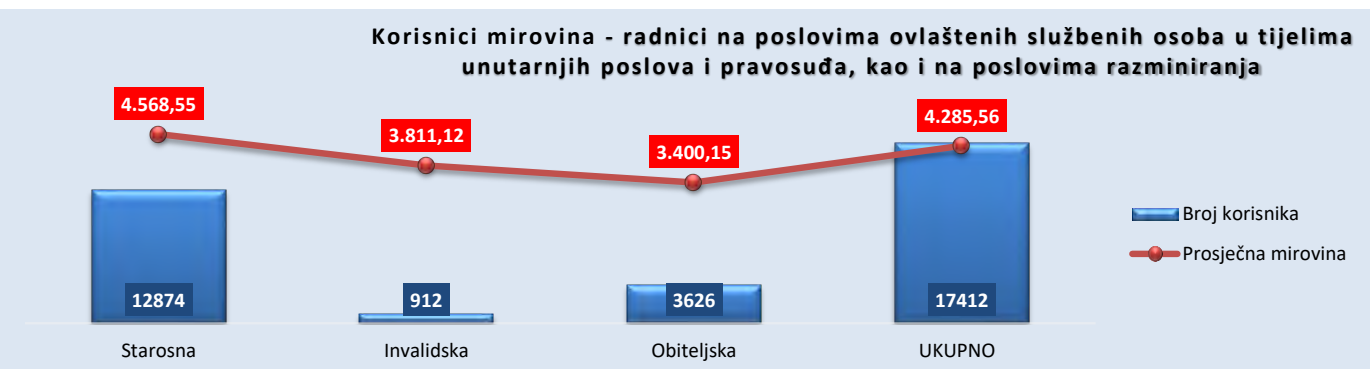 Korisnici mirovina - radnici na poslovima ovlaštenih službenih osoba u tijelima
unutarnjih poslova i pravosuđa, kao i na poslovima razminiranja
4.568,55
3.811,12
3.400,15
4.285,56
Broj korisnika
Prosječna mirovina
12874
912
3626
17412
Starosna
Invalidska
Obiteljska
UKUPNO